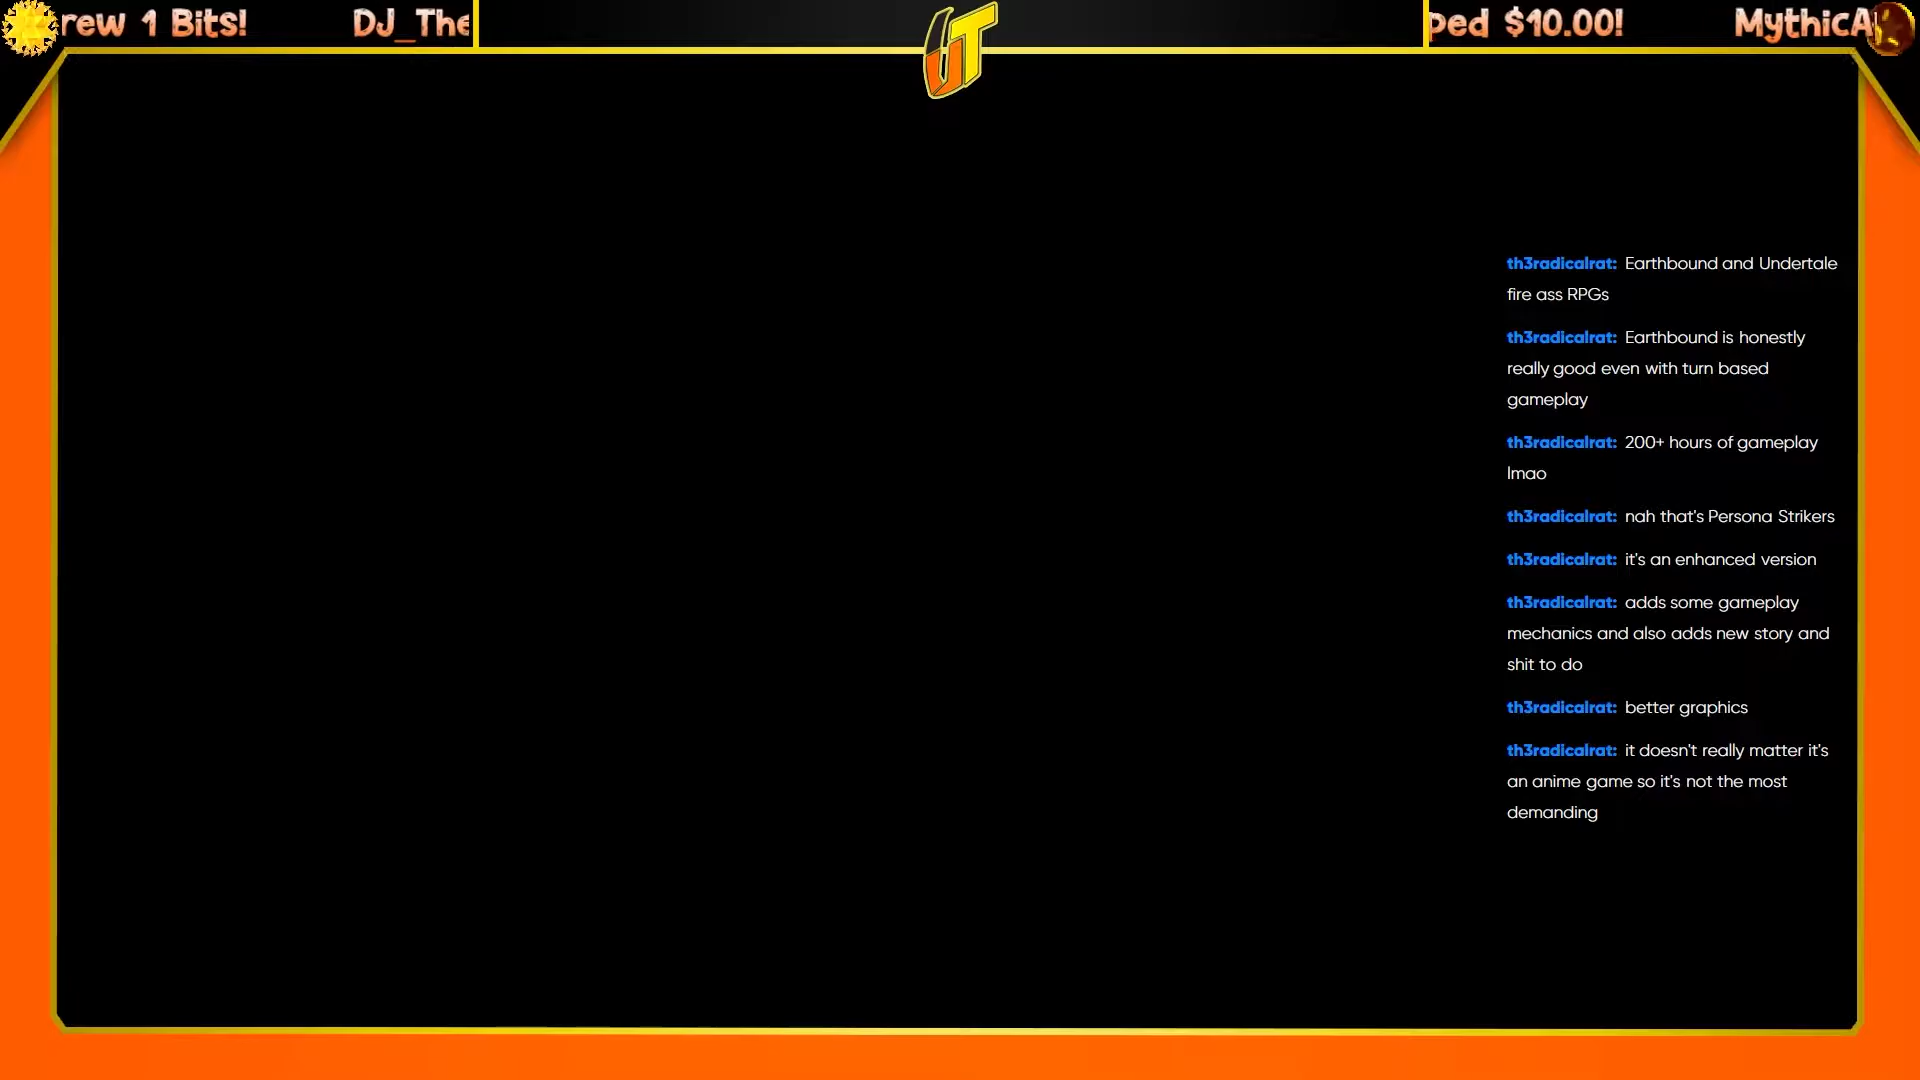 rew 1 Bits!
DJ_The
UT
ped $10.00!
MythicA
th3radicalrat: Earthbound and Undertale
fire ass RPGs
th3radicalrat: Earthbound is honestly
really good even with turn based
gameplay
th3radicalrat: 200+ hours of gameplay
lmao
th3radicalrat: nah that's Persona Strikers
th3radicalrat: it's an enhanced version
th3radicalrat: adds some gameplay
mechanics and also adds new story and
shit to do
th3radicalrat: better graphics
th3radicalrat: it doesn't really matter it's
an anime game so it's not the most
demanding